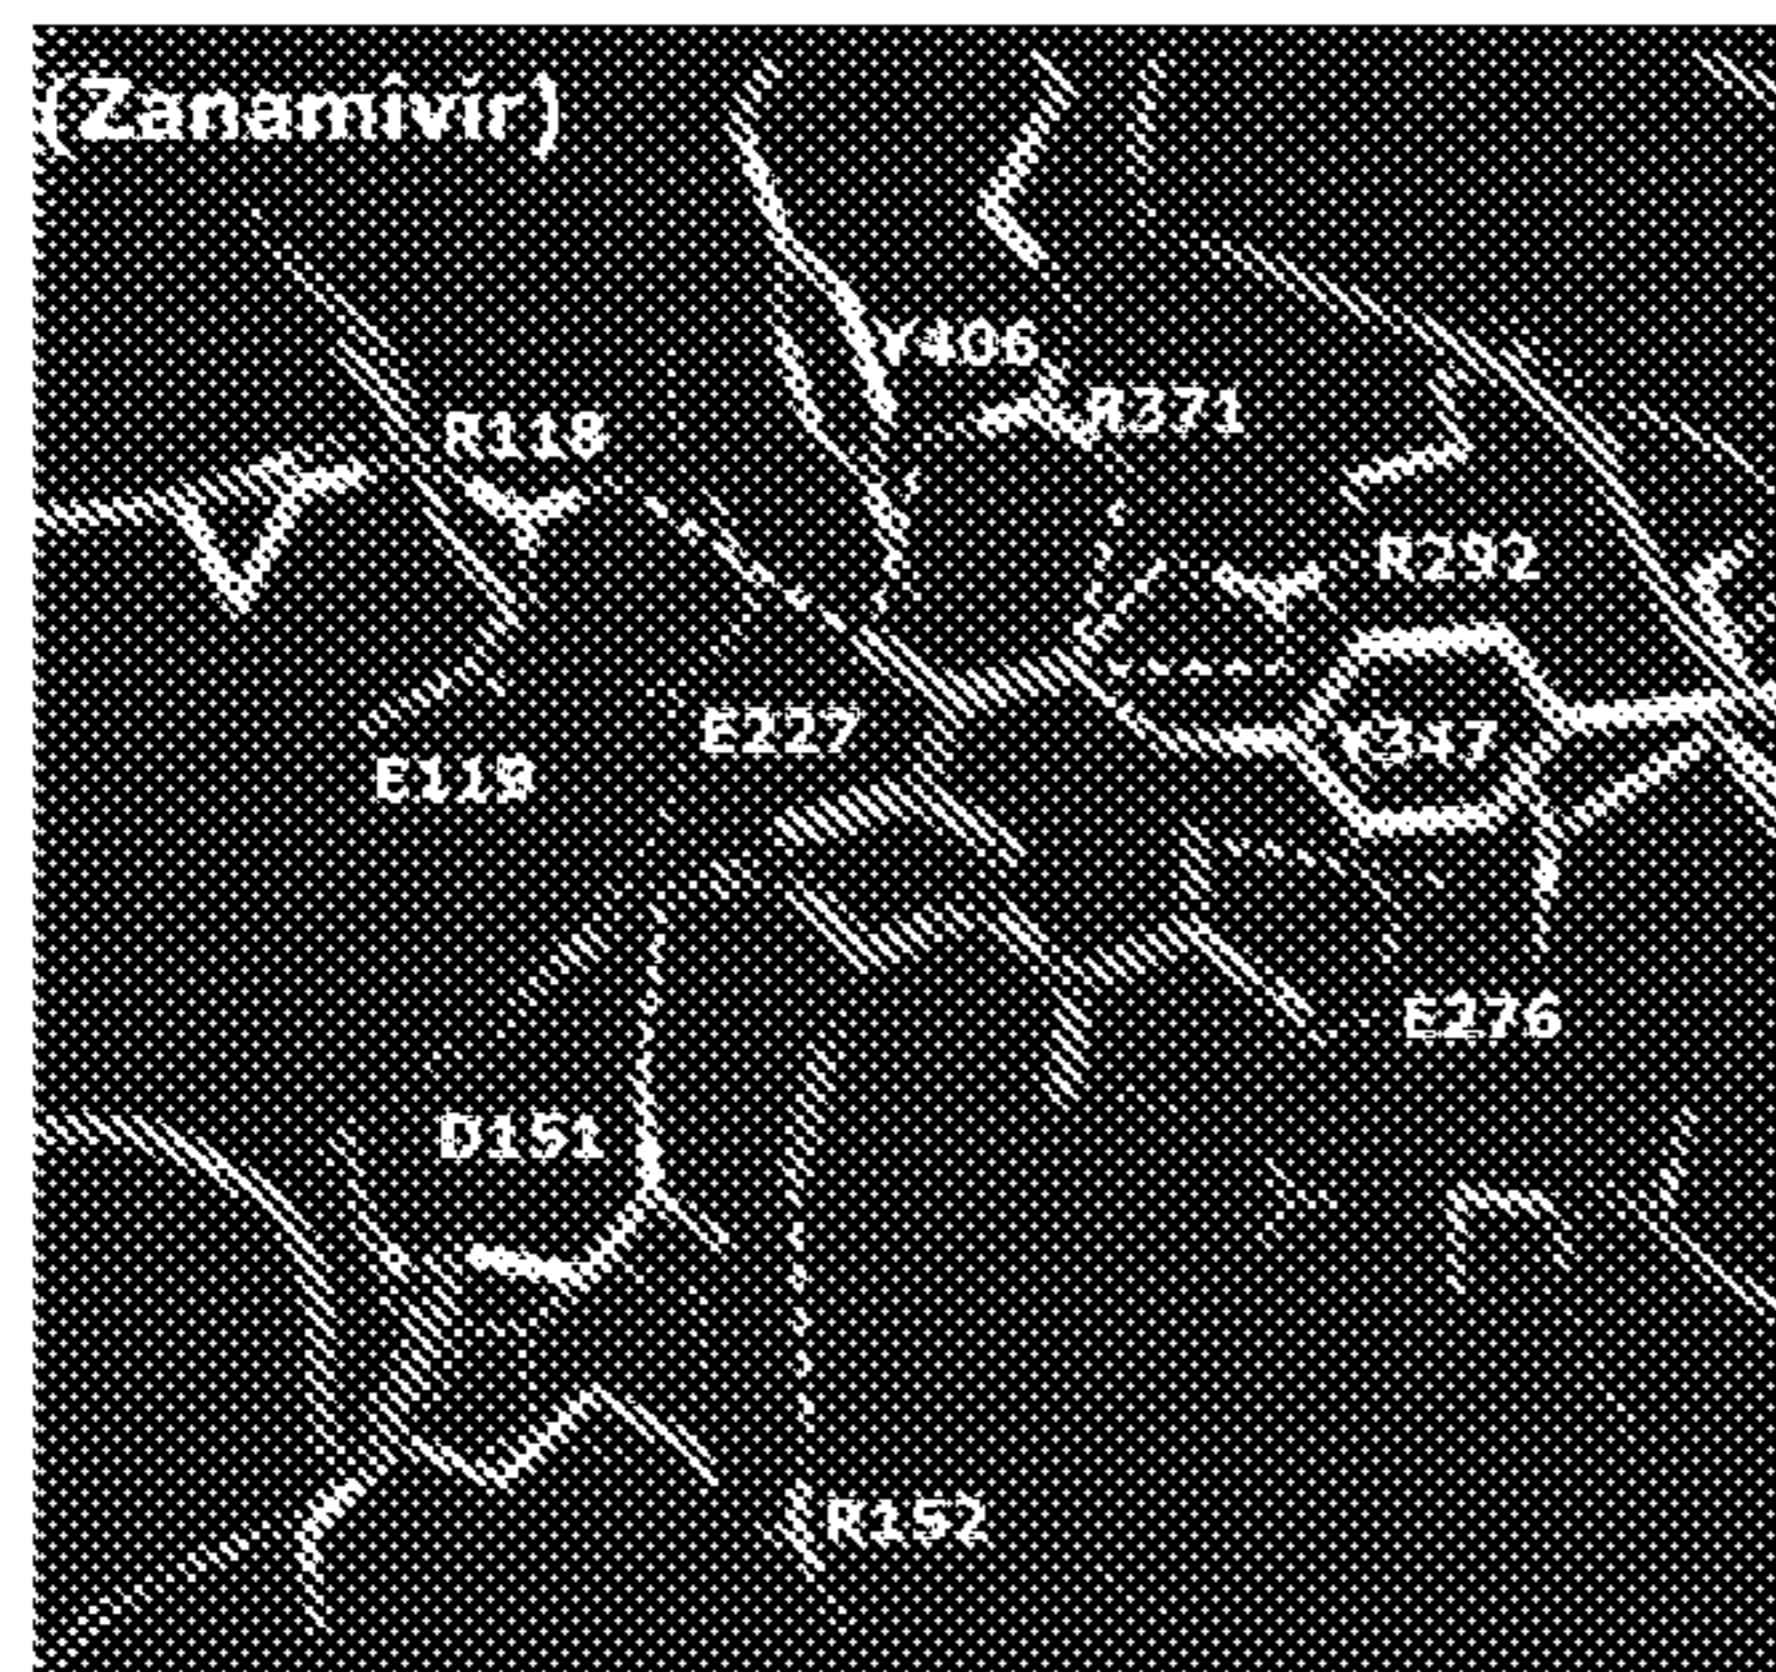 (Zanamivir)
Y406
R371
R118
R292
E227
Y347
E119
E276
D151
R152